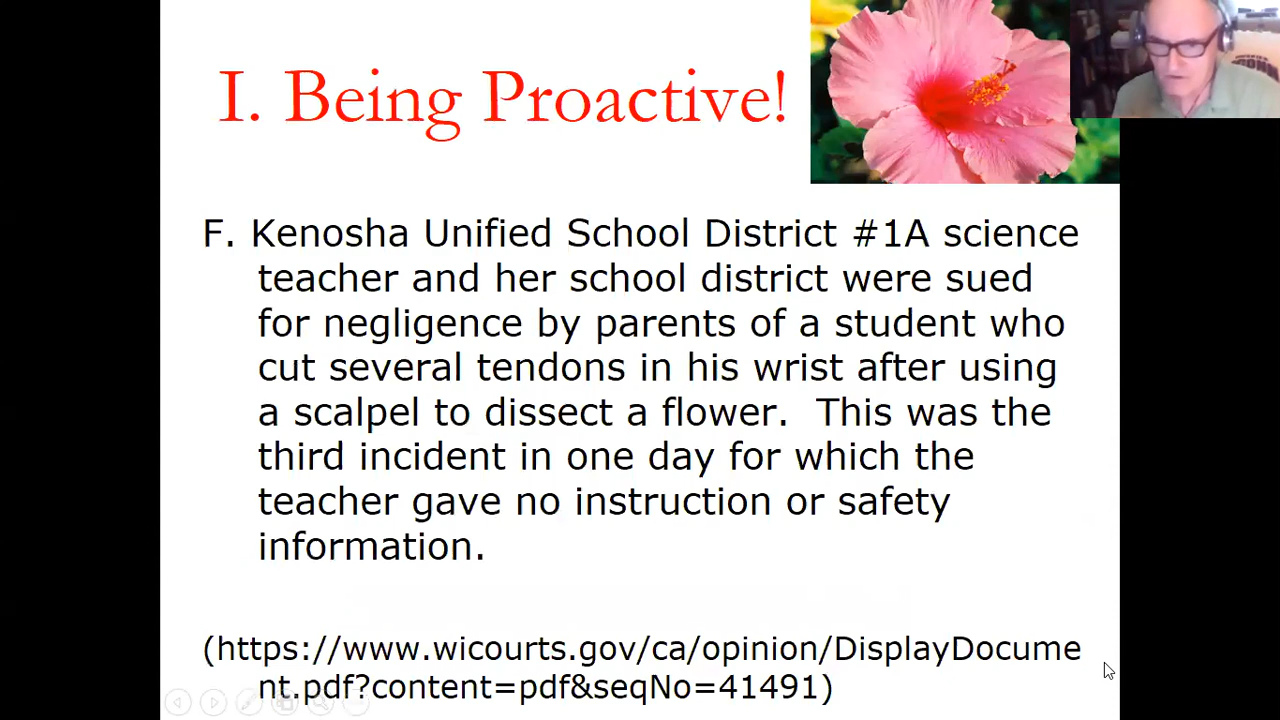 I. Being Proactive!
F. Kenosha Unified School District #1A science
teacher and her school district were sued
for negligence by parents of a student who
cut several tendons in his wrist after using
a scalpel to dissect a flower.  This was the
third incident in one day for which the
teacher gave no instruction or safety
information.
(https://www.wicourts.gov/ca/opinion/DisplayDocume
nt.pdf?content=pdf&seqNo=41491)